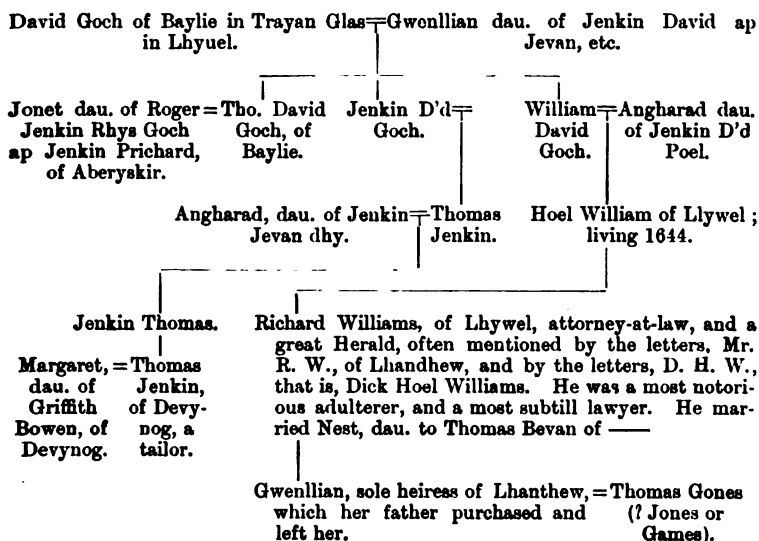 David Goch of Baylie in Trayan Glas=Gwenllian dau. of Jenkin David ap
in Lhyuel. Jevan, etc.
Jonet dau. of Roger=Tho. David Jenkin D'd= William=Angharad dau.
Jenkin Rhys Goch Goch, of Goch. David of Jenkin D'd
ap Jenkin Prichard, Baylie. Goch. Poel.
of Aberyskir.
Angharad, dau. of Jenkin=Thomas Hoel William of Llywel;
Jevan dhy. Jenkin. living 1644.
Jenkin Thomas. Richard Williams, of Lhywel, attorney-at-law, and a
great Herald, often mentioned by the letters, Mr.
Margaret,=Thomas R. W., of Lhandhew, and by the letters, D. H. W.,
dau. of Jenkin, that is, Dick Hoel Williams. He was a most notori-
Griffith of Devy- ous adulterer, and a most subtill lawyer. He mar-
Bowen, of nog, a ried Nest, dau. to Thomas Bevan of ——
Devynog. tailor.
Gwenllian, sole heiress of Lhanthew,=Thomas Gones
which her father purchased and (? Jones or
left her. Games).